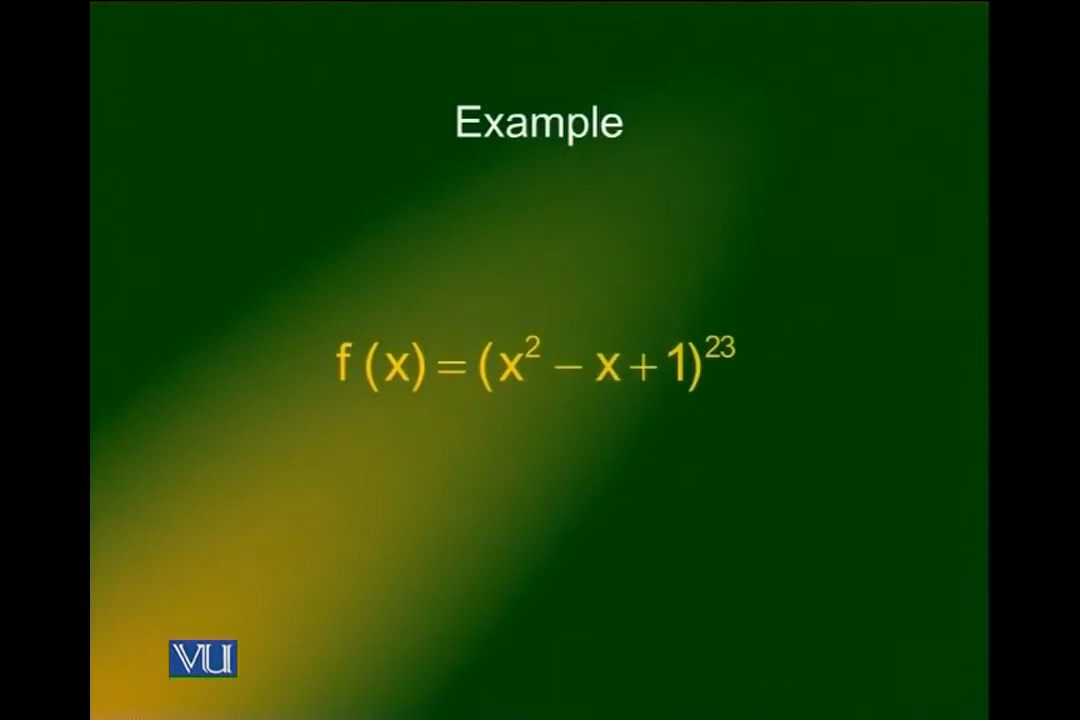 Example
f (x) = (x² − x + 1)²³
VU